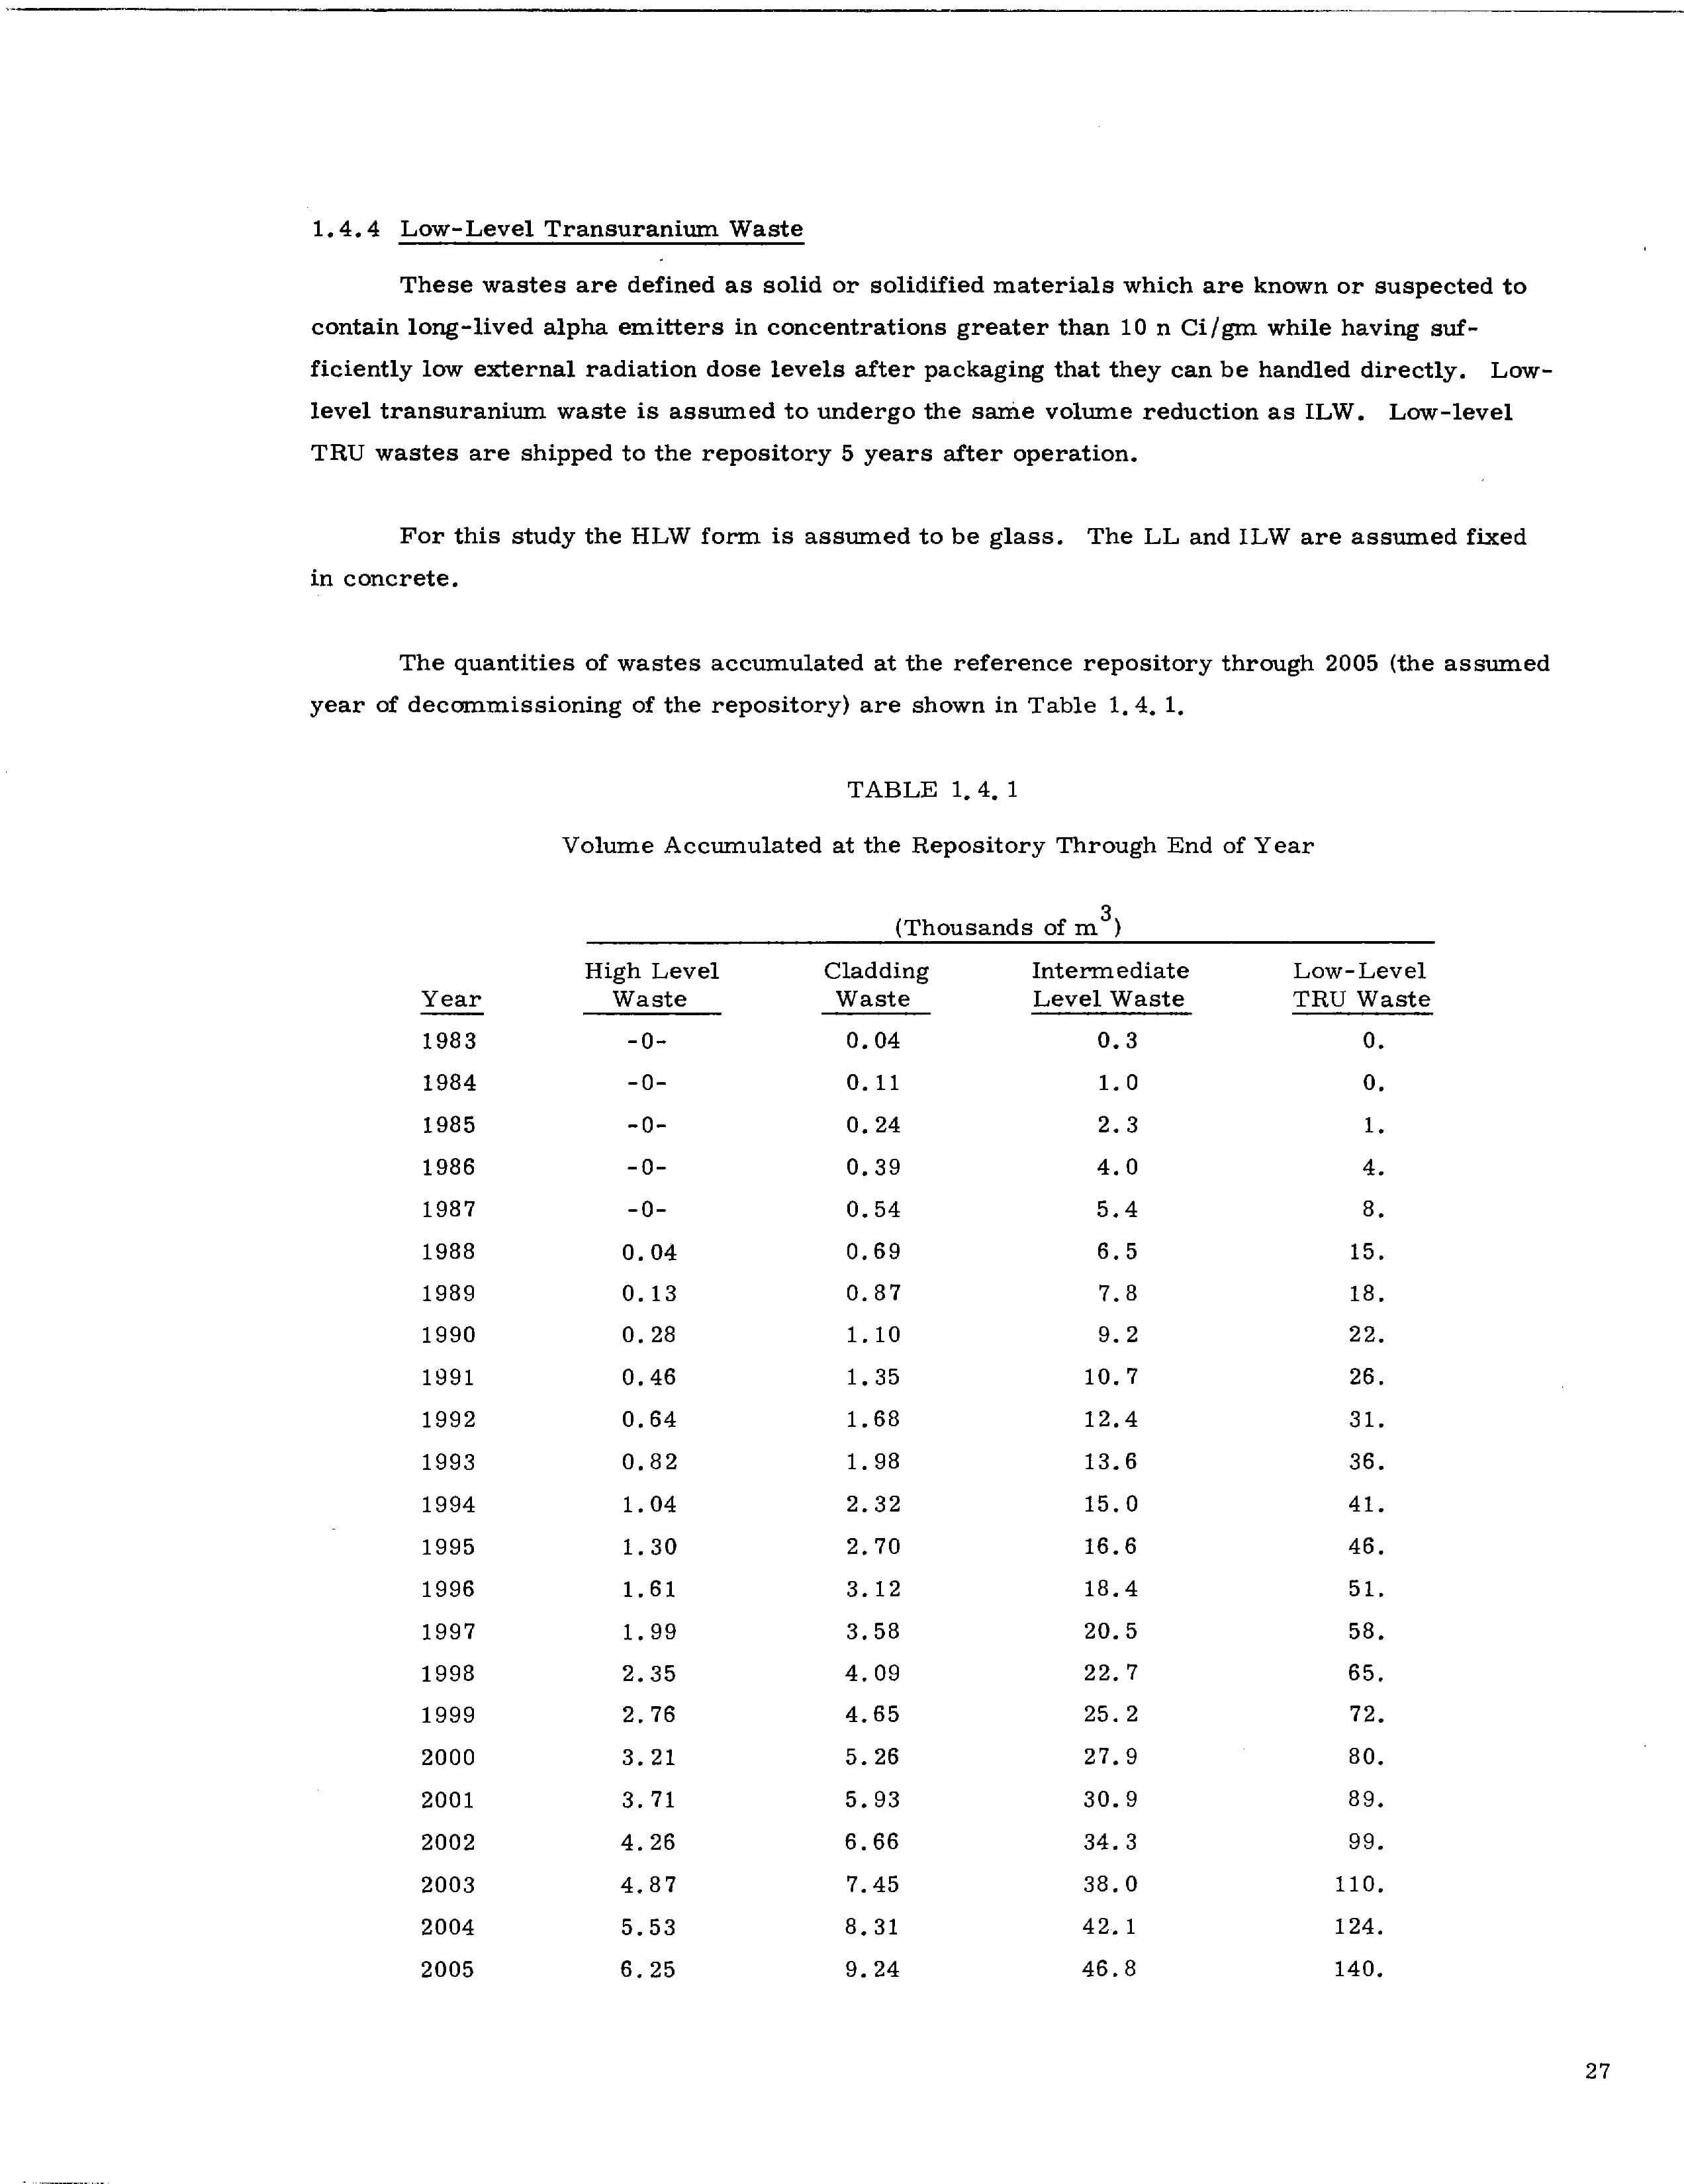 1.4.4 Low-Level Transuranium Waste
These wastes are defined as solid or solidified materials which are known or suspected to
contain long-lived alpha emitters in concentrations greater than 10 n Ci/gm while having suf-
ficiently low external radiation dose levels after packaging that they can be handled directly. Low-
level transuranium waste is assumed to undergo the same volume reduction as ILW. Low-level
TRU wastes are shipped to the repository 5 years after operation.
For this study the HLW form is assumed to be glass. The LL and ILW are assumed fixed
in concrete.
The quantities of wastes accumulated at the reference repository through 2005 (the assumed
year of decommissioning of the repository) are shown in Table 1.4.1.
TABLE 1.4.1
Volume Accumulated at the Repository Through End of Year
(Thousands of m³)
High Level Cladding Intermediate Low-Level
Year Waste Waste Level Waste TRU Waste
1983 -0- 0.04 0.3 0.
1984 -0- 0.11 1.0 0.
1985 -0- 0.24 2.3 1.
1986 -0- 0.39 4.0 4.
1987 -0- 0.54 5.4 8.
1988 0.04 0.69 6.5 15.
1989 0.13 0.87 7.8 18.
1990 0.28 1.10 9.2 22.
1991 0.46 1.35 10.7 26.
1992 0.64 1.68 12.4 31.
1993 0.82 1.98 13.6 36.
1994 1.04 2.32 15.0 41.
1995 1.30 2.70 16.6 46.
1996 1.61 3.12 18.4 51.
1997 1.99 3.58 20.5 58.
1998 2.35 4.09 22.7 65.
1999 2.76 4.65 25.2 72.
2000 3.21 5.26 27.9 80.
2001 3.71 5.93 30.9 89.
2002 4.26 6.66 34.3 99.
2003 4.87 7.45 38.0 110.
2004 5.53 8.31 42.1 124.
2005 6.25 9.24 46.8 140.
27